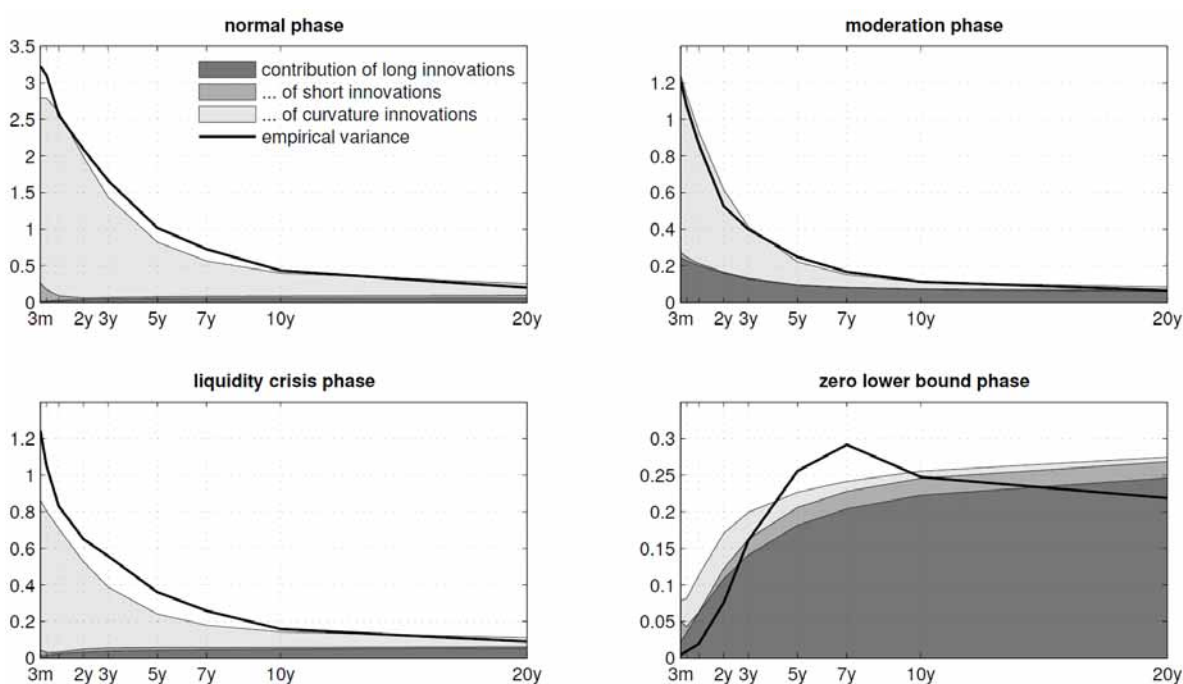 normal phase
3.5
3
2.5
2
1.5
1
0.5
0
contribution of long innovations
... of short innovations
... of curvature innovations
empirical variance
3m 2y 3y 5y 7y 10y 20y
moderation phase
1.2
1
0.8
0.6
0.4
0.2
0
3m 2y 3y 5y 7y 10y 20y
liquidity crisis phase
1.2
1
0.8
0.6
0.4
0.2
0
3m 2y 3y 5y 7y 10y 20y
zero lower bound phase
0.3
0.25
0.2
0.15
0.1
0.05
0
3m 2y 3y 5y 7y 10y 20y